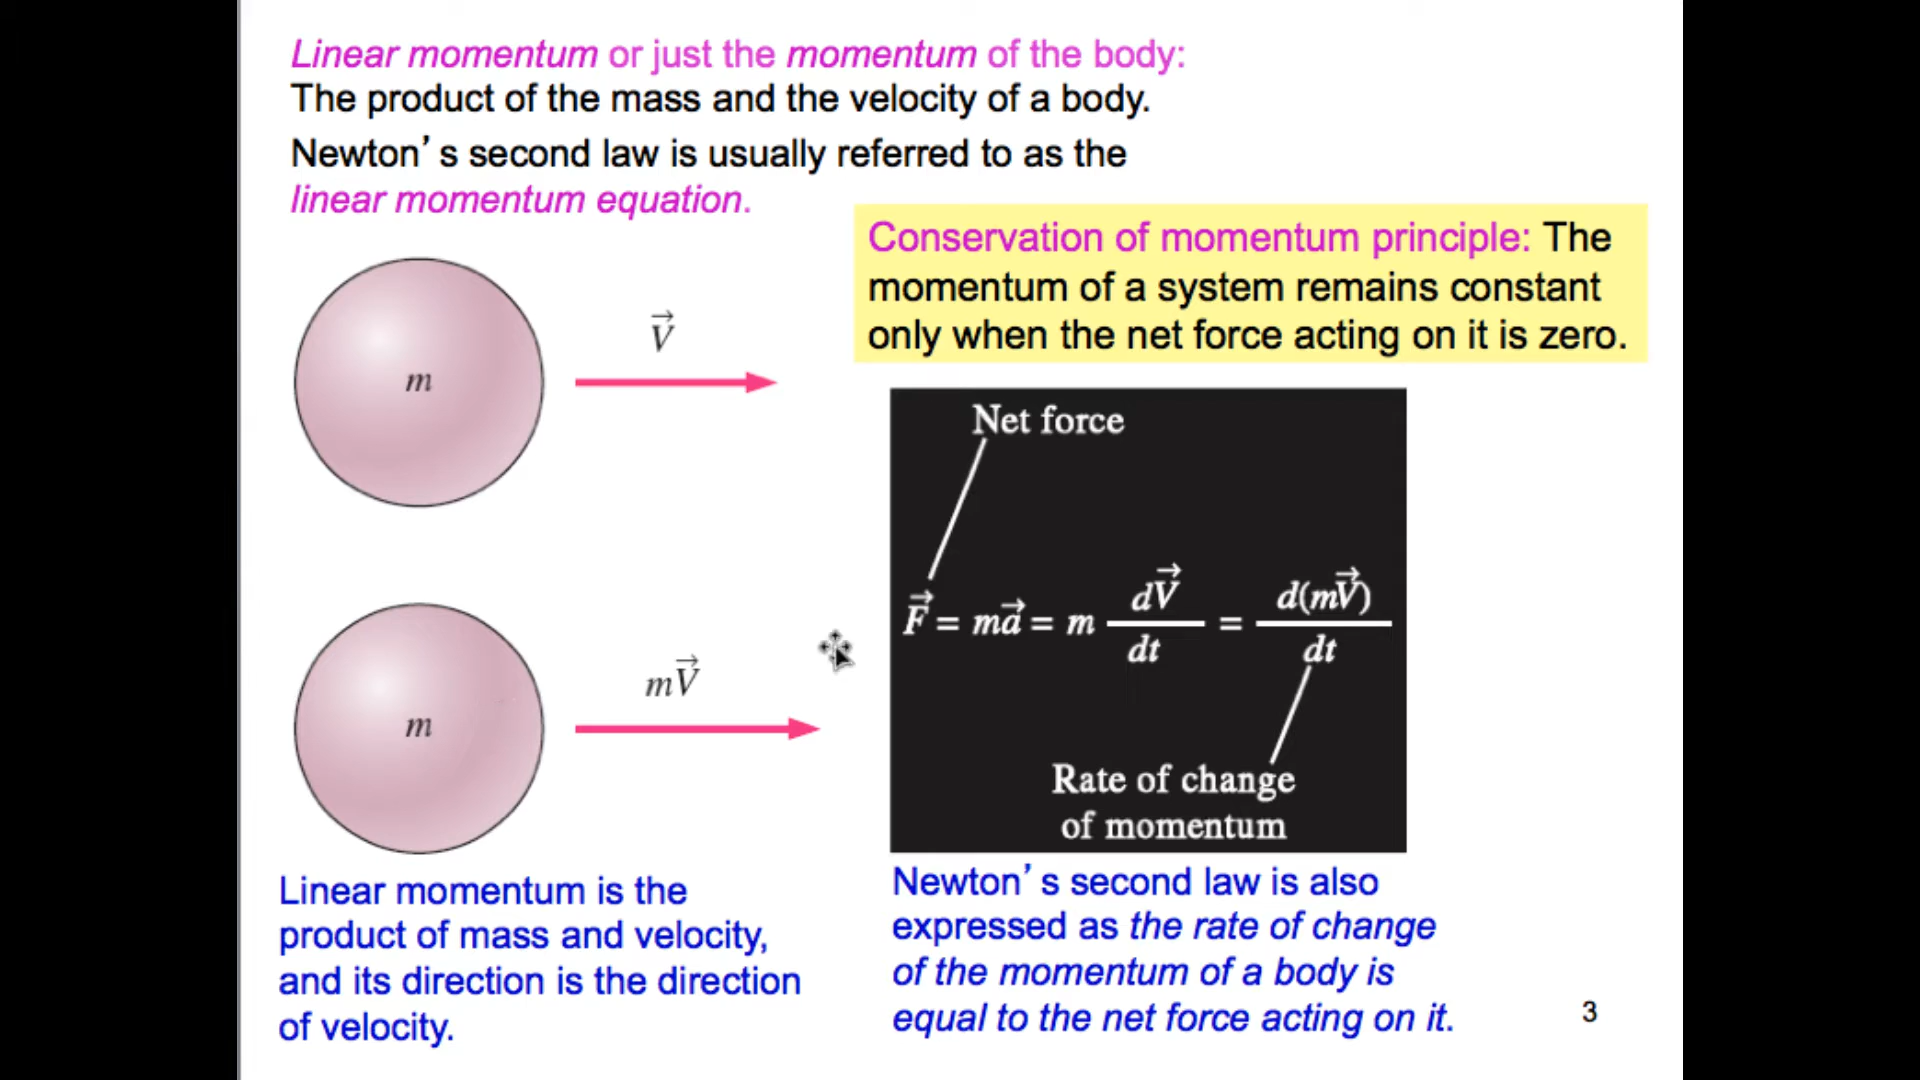 Linear momentum or just the momentum of the body:
The product of the mass and the velocity of a body.
Newton’s second law is usually referred to as the
linear momentum equation.
Conservation of momentum principle: The
momentum of a system remains constant
only when the net force acting on it is zero.
m
V⃗
m
mV⃗
Net force
F⃗ = ma⃗ = m dV⃗/dt = d(mV⃗)/dt
Rate of change
of momentum
Linear momentum is the
product of mass and velocity,
and its direction is the direction
of velocity.
Newton’s second law is also
expressed as the rate of change
of the momentum of a body is
equal to the net force acting on it.
3